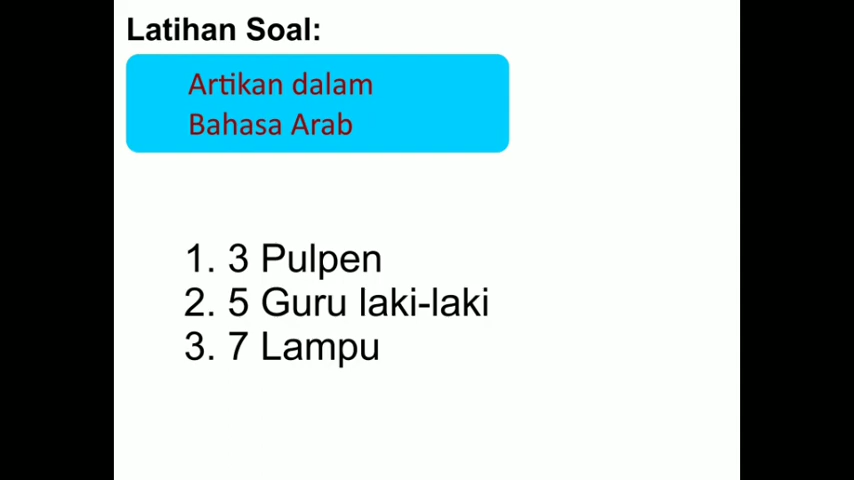 Latihan Soal:
Artikan dalam
Bahasa Arab
1. 3 Pulpen
2. 5 Guru laki-laki
3. 7 Lampu